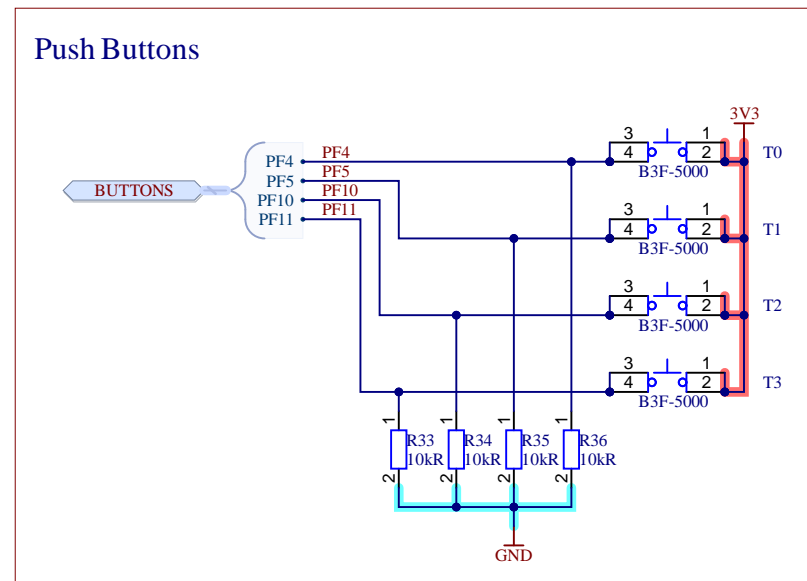 Push Buttons
3V3
BUTTONS
PF4 PF4
PF5 PF5
PF10 PF10
PF11 PF11
3 1
4 2 T0
B3F-5000
3 1
4 2 T1
B3F-5000
3 1
4 2 T2
B3F-5000
3 1
4 2 T3
B3F-5000
1 1 1 1
R33 R34 R35 R36
10kR 10kR 10kR 10kR
2 2 2 2
GND